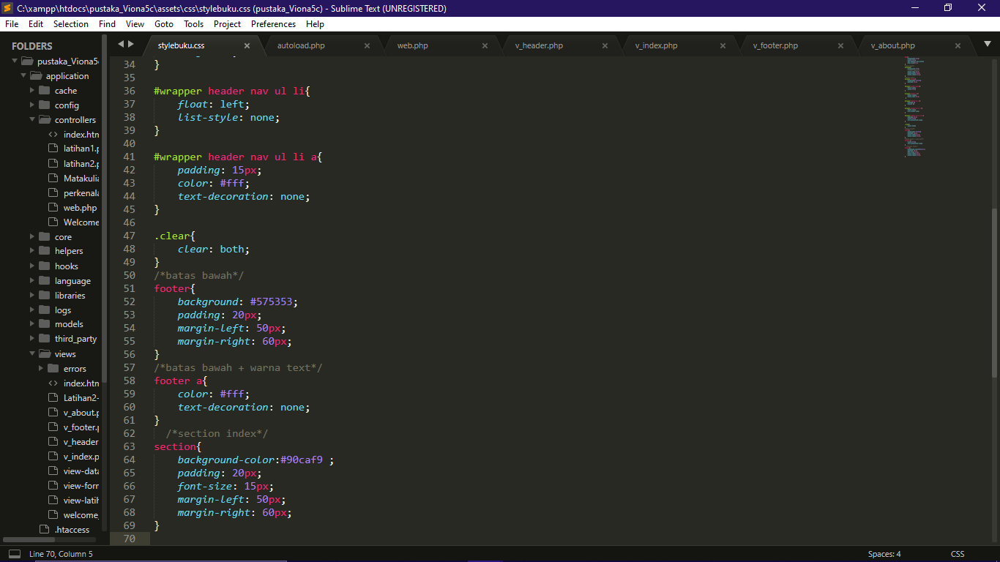 C:\xampp\htdocs\pustaka_Viona5c\assets\css\stylebuku.css (pustaka_Viona5c) - Sublime Text (UNREGISTERED)
File Edit Selection Find View Goto Tools Project Preferences Help
FOLDERS
pustaka_Viona5
application
cache
config
controllers
index.htm
latihan1.p
latihan2.p
Matakulia
perkenala
web.php
Welcome
core
helpers
hooks
language
libraries
logs
models
third_party
views
errors
index.htm
Latihan2-
v_about.p
v_footer.p
v_header
v_index.p
view-data
view-forn
view-latih
welcome_
.htaccess
stylebuku.css autoload.php web.php v_header.php v_index.php v_footer.php v_about.php
34 }
35
36 #wrapper header nav ul li{
37 float: left;
38 list-style: none;
39 }
40
41 #wrapper header nav ul li a{
42 padding: 15px;
43 color: #fff;
44 text-decoration: none;
45 }
46
47 .clear{
48 clear: both;
49 }
50 /*batas bawah*/
51 footer{
52 background: #575353;
53 padding: 20px;
54 margin-left: 50px;
55 margin-right: 60px;
56 }
57 /*batas bawah + warna text*/
58 footer a{
59 color: #fff;
60 text-decoration: none;
61 }
62 /*section index*/
63 section{
64 background-color:#90caf9 ;
65 padding: 20px;
66 font-size: 15px;
67 margin-left: 50px;
68 margin-right: 60px;
69 }
70
Line 70, Column 5 Spaces: 4 CSS